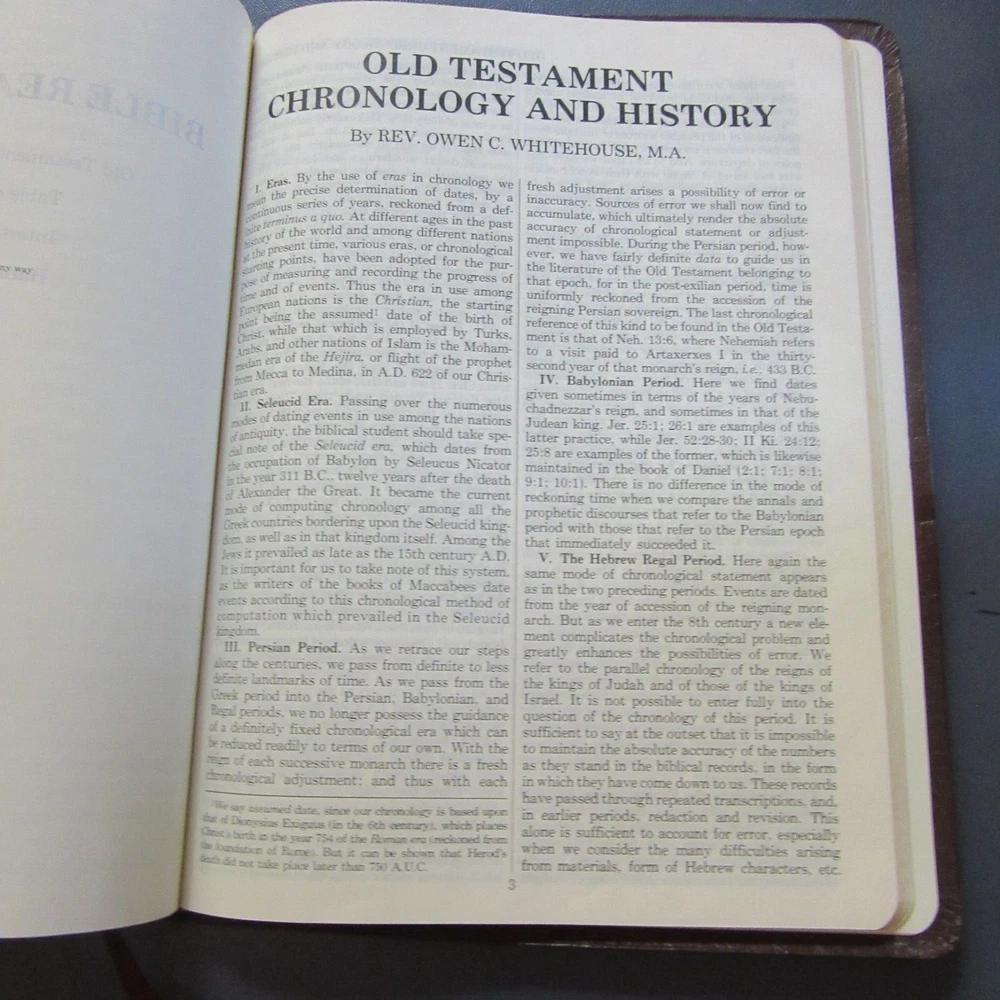 OLD TESTAMENT
CHRONOLOGY AND HISTORY
By REV. OWEN C. WHITEHOUSE, M.A.
I. Eras. By the use of eras in chronology we
mean the precise determination of dates, by a
continuous series of years, reckoned from a def-
inite terminus a quo. At different ages in the past
history of the world and among different nations
at the present time, various eras, or chronological
starting points, have been adopted for the pur-
pose of measuring and recording the progress of
time and of events. Thus the era in use among
European nations is the Christian, the starting
point being the assumed¹ date of the birth of
Christ, while that which is employed by Turks,
Arabs, and other nations of Islam is the Moham-
medan era of the Hejira, or flight of the prophet
from Mecca to Medina, in A.D. 622 of our Chris-
tian era.
II. Seleucid Era. Passing over the numerous
modes of dating events in use among the nations
of antiquity, the biblical student should take spe-
cial note of the Seleucid era, which dates from
the occupation of Babylon by Seleucus Nicator
in the year 311 B.C., twelve years after the death
of Alexander the Great. It became the current
mode of computing chronology among all the
Greek countries bordering upon the Seleucid king-
dom, as well as in that kingdom itself. Among the
Jews it prevailed as late as the 15th century A.D.
It is important for us to take note of this system,
as the writers of the books of Maccabees date
events according to this chronological method of
computation which prevailed in the Seleucid
kingdom.
III. Persian Period. As we retrace our steps
along the centuries, we pass from definite to less
definite landmarks of time. As we pass from the
Greek period into the Persian, Babylonian, and
Regal periods, we no longer possess the guidance
of a definitely fixed chronological era which can
be reduced readily to terms of our own. With the
reign of each successive monarch there is a fresh
chronological adjustment; and thus with each
¹We say assumed date, since our chronology is based upon
that of Dionysius Exiguus (in the 6th century), which places
Christ's birth in the year 754 of the Roman era (reckoned from
the foundation of Rome). But it can be shown that Herod's
death did not take place later than 750 A.U.C.
fresh adjustment arises a possibility of error or
inaccuracy. Sources of error we shall now find to
accumulate, which ultimately render the absolute
accuracy of chronological statement or adjust-
ment impossible. During the Persian period, how-
ever, we have fairly definite data to guide us in
the literature of the Old Testament belonging to
that epoch, for in the post-exilian period, time is
uniformly reckoned from the accession of the
reigning Persian sovereign. The last chronological
reference of this kind to be found in the Old Testa-
ment is that of Neh. 13:6, where Nehemiah refers
to a visit paid to Artaxerxes I in the thirty-
second year of that monarch's reign, i.e., 433 B.C.
IV. Babylonian Period. Here we find dates
given sometimes in terms of the years of Nebu-
chadnezzar's reign, and sometimes in that of the
Judean king. Jer. 25:1; 26:1 are examples of this
latter practice, while Jer. 52:28-30; II Ki. 24:12;
25:8 are examples of the former, which is likewise
maintained in the book of Daniel (2:1; 7:1; 8:1;
9:1; 10:1). There is no difference in the mode of
reckoning time when we compare the annals and
prophetic discourses that refer to the Babylonian
period with those that refer to the Persian epoch
that immediately succeeded it.
V. The Hebrew Regal Period. Here again the
same mode of chronological statement appears
as in the two preceding periods. Events are dated
from the year of accession of the reigning mon-
arch. But as we enter the 8th century a new ele-
ment complicates the chronological problem and
greatly enhances the possibilities of error. We
refer to the parallel chronology of the reigns of
the kings of Judah and of those of the kings of
Israel. It is not possible to enter fully into the
question of the chronology of this period. It is
sufficient to say at the outset that it is impossible
to maintain the absolute accuracy of the numbers
as they stand in the biblical records, in the form
in which they have come down to us. These records
have passed through repeated transcriptions, and,
in earlier periods, redaction and revision. This
alone is sufficient to account for error, especially
when we consider the many difficulties arising
from materials, form of Hebrew characters, etc.
3
ny way,